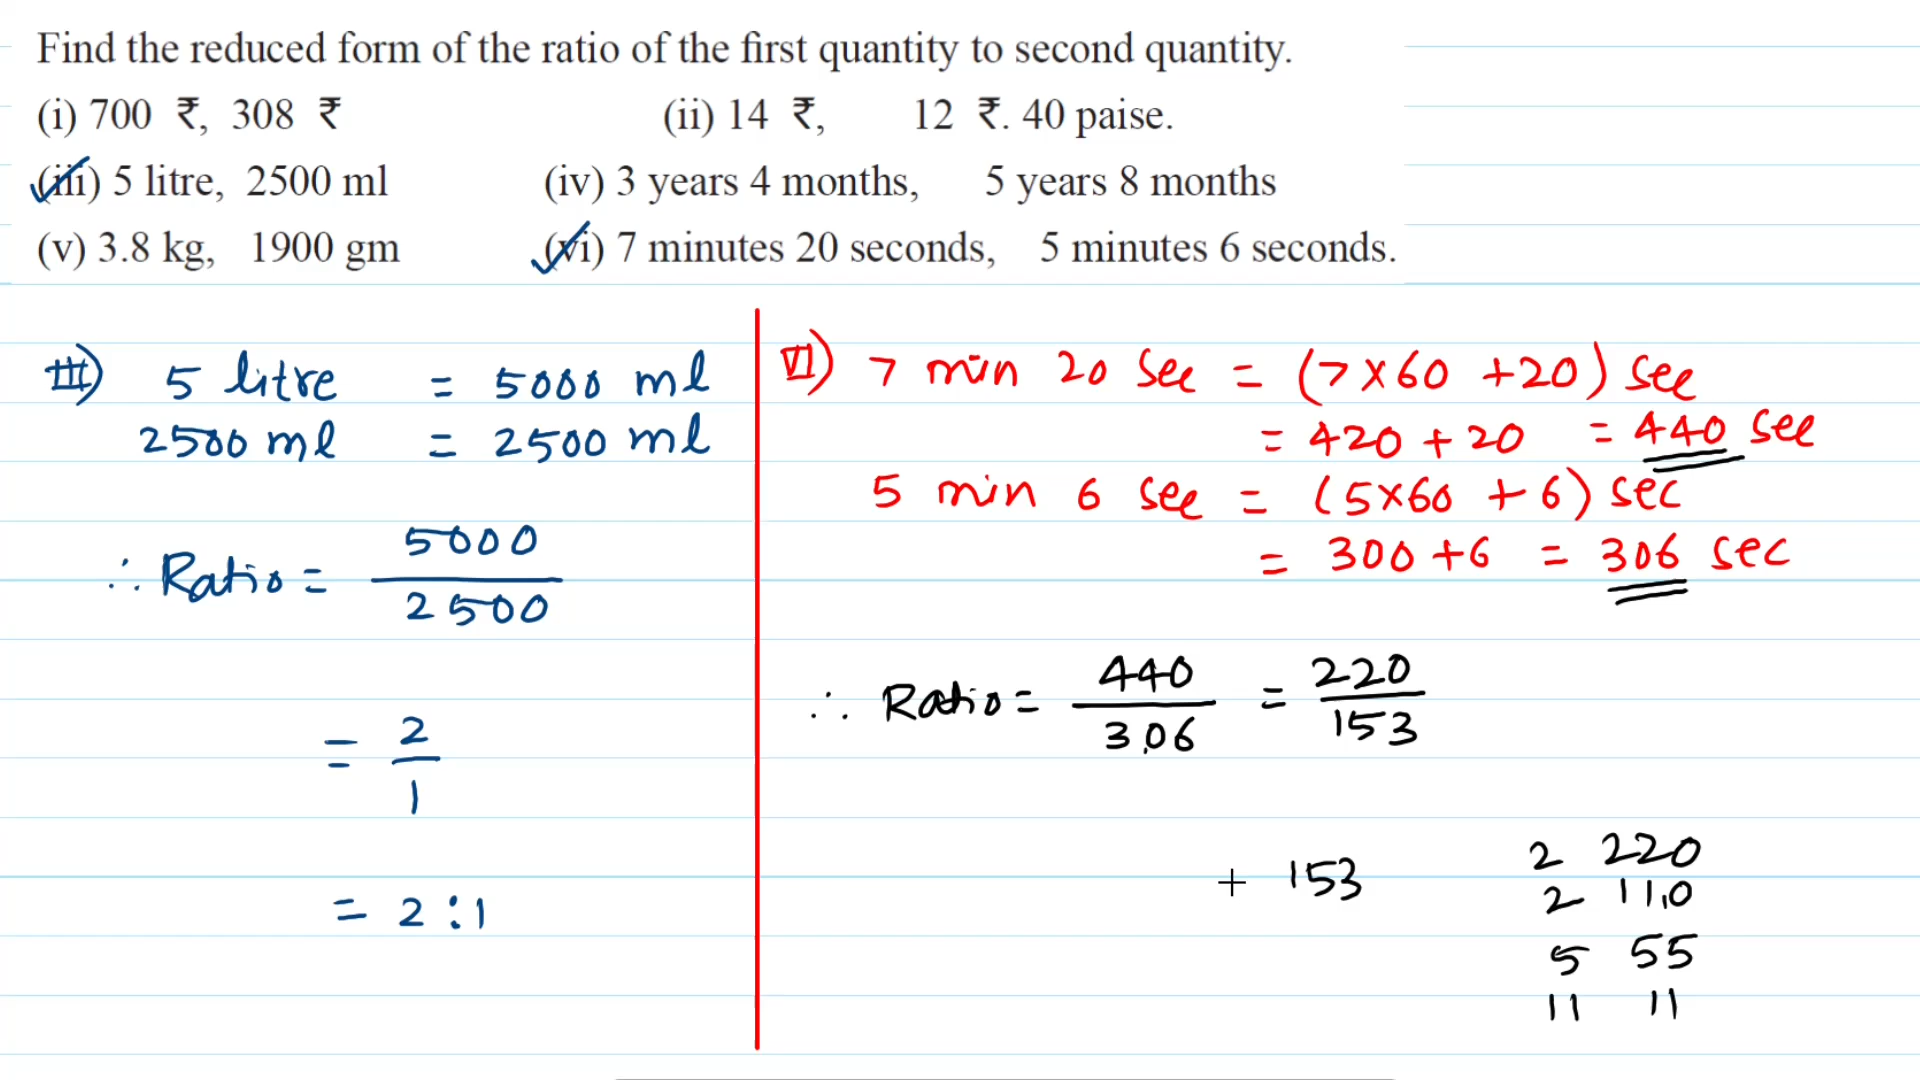 Find the reduced form of the ratio of the first quantity to second quantity.
(i) 700 ₹, 308 ₹ (ii) 14 ₹, 12 ₹. 40 paise.
(iii) 5 litre, 2500 ml (iv) 3 years 4 months, 5 years 8 months
(v) 3.8 kg, 1900 gm (vi) 7 minutes 20 seconds, 5 minutes 6 seconds.
III) 5 litre = 5000 ml
2500 ml = 2500 ml
∴ Ratio = 5000
2500
= 2
1
= 2 : 1
VI) 7 min 20 sec = (7×60 + 20) sec
= 420 + 20 = 440 sec
5 min 6 sec = (5×60 + 6) sec
= 300 + 6 = 306 sec
∴ Ratio = 440 = 220
306 153
153
2 220
2 110
5 55
11 11